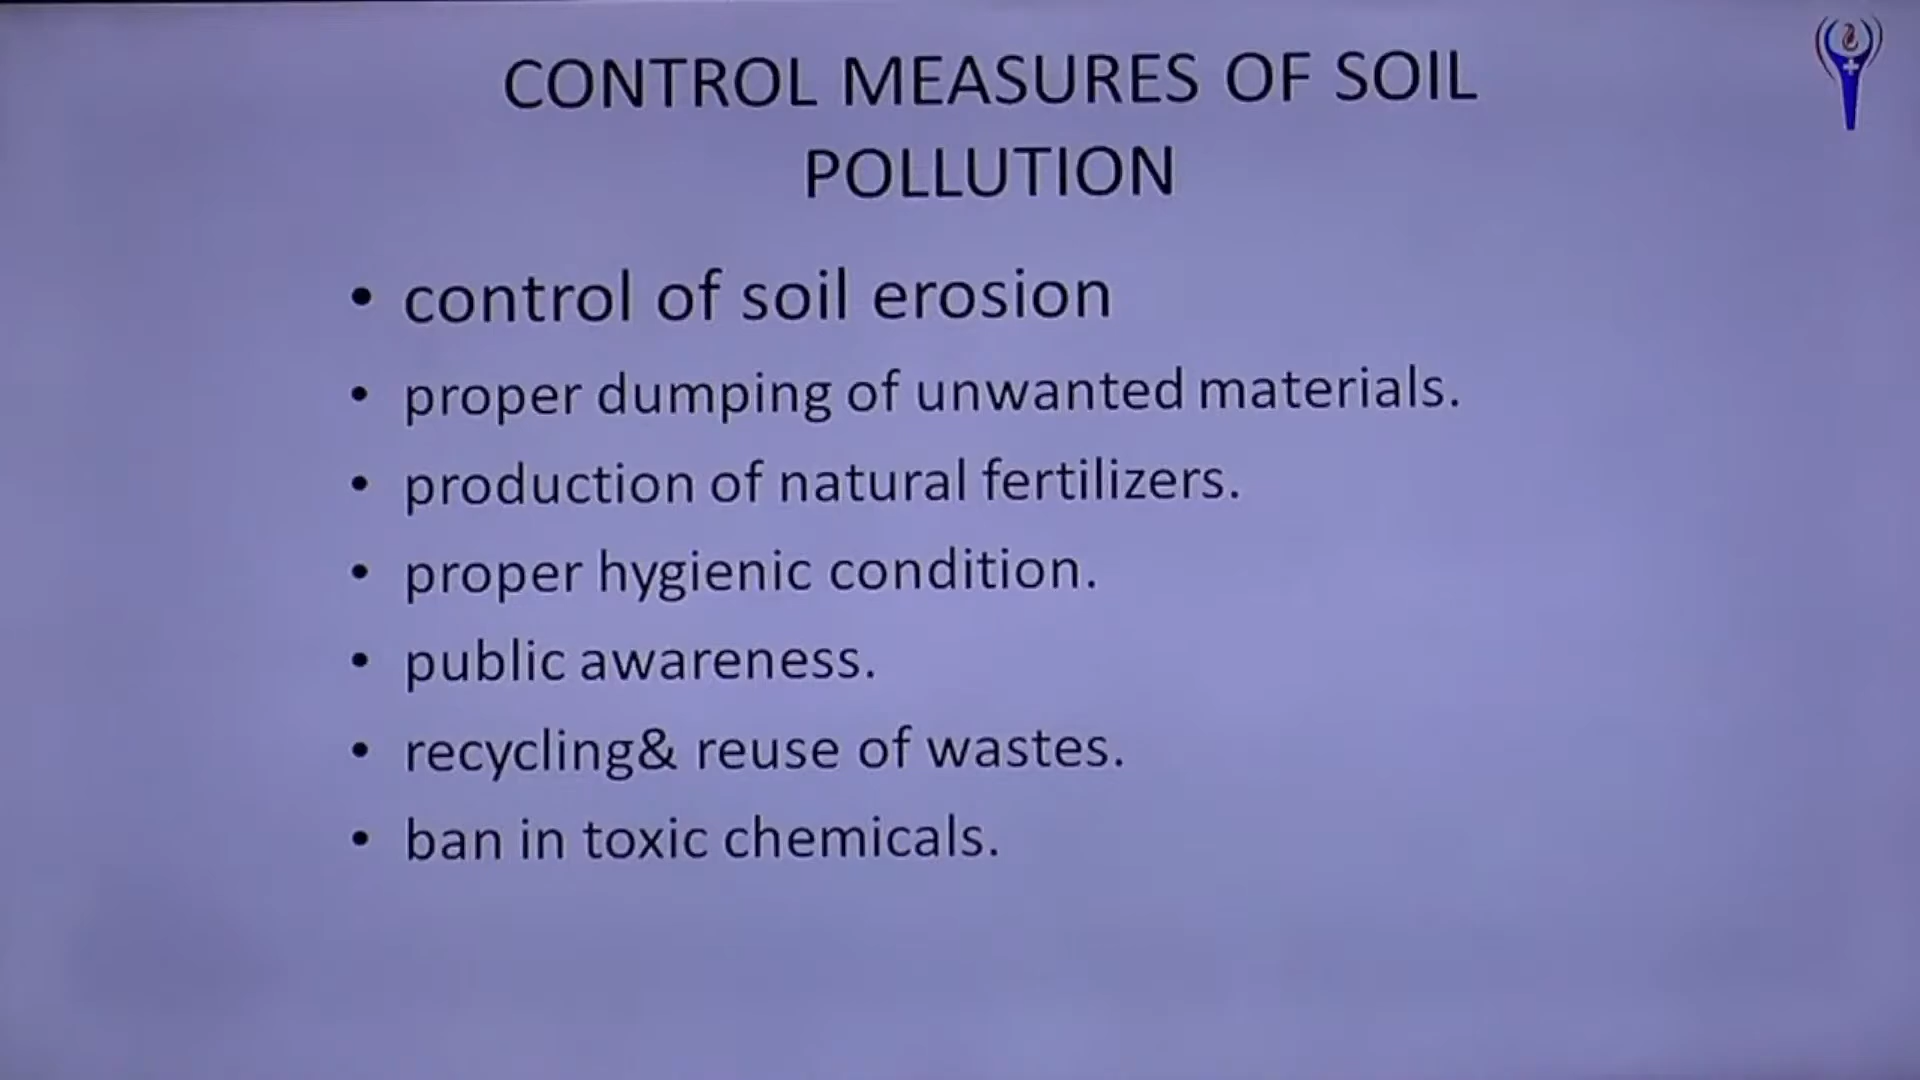 CONTROL MEASURES OF SOIL
POLLUTION
• control of soil erosion
• proper dumping of unwanted materials.
• production of natural fertilizers.
• proper hygienic condition.
• public awareness.
• recycling& reuse of wastes.
• ban in toxic chemicals.